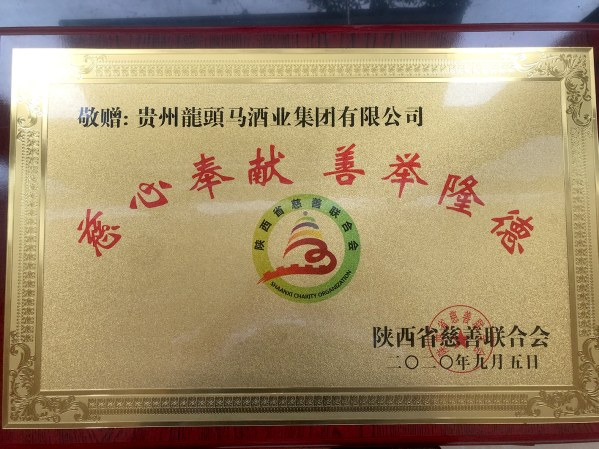 敬赠:贵州龍頭马酒业集团有限公司
慈心奉献 善举隆德
陕西省慈善联合会
SHAANXI CHARITY ORGANIZATION
陕西省慈善联合会
二〇二〇年九月五日